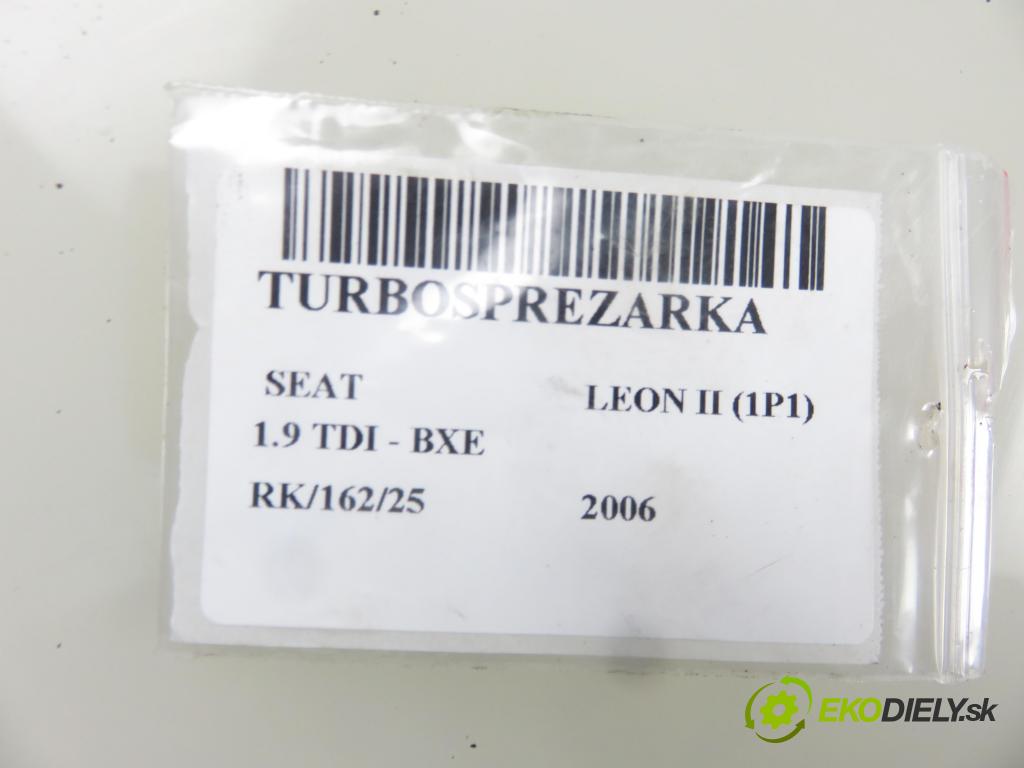 TURBOSPREZARKA
SEAT LEON II (1P1)
1.9 TDI - BXE
RK/162/25 2006
EKODIELY.sk